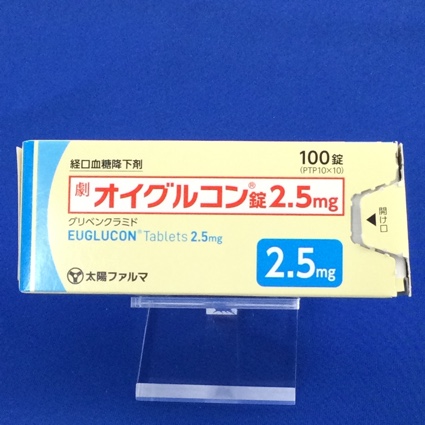 経口血糖降下剤
100錠
(PTP10×10)
劇 オイグルコン®錠2.5mg
グリベンクラミド
EUGLUCON® Tablets 2.5mg
2.5mg
太陽ファルマ
◀開け口